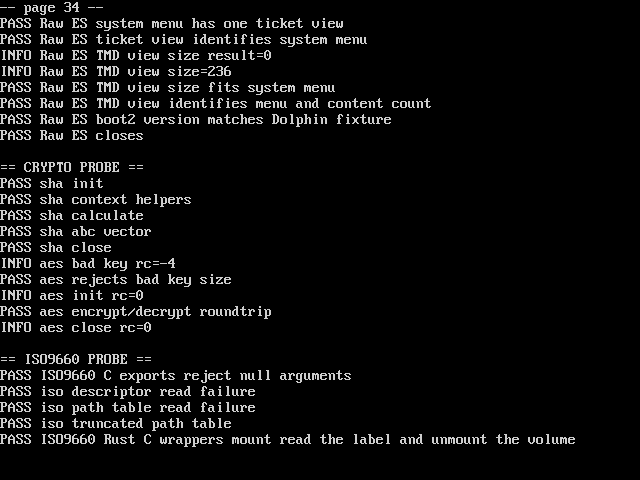 -- page 34 --
PASS Raw ES system menu has one ticket view
PASS Raw ES ticket view identifies system menu
INFO Raw ES TMD view size result=0
INFO Raw ES TMD view size=236
PASS Raw ES TMD view size fits system menu
PASS Raw ES TMD view identifies menu and content count
PASS Raw ES boot2 version matches Dolphin fixture
PASS Raw ES closes
== CRYPTO PROBE ==
PASS sha init
PASS sha context helpers
PASS sha calculate
PASS sha abc vector
PASS sha close
INFO aes bad key rc=-4
PASS aes rejects bad key size
INFO aes init rc=0
PASS aes encrypt/decrypt roundtrip
INFO aes close rc=0
== ISO9660 PROBE ==
PASS ISO9660 C exports reject null arguments
PASS iso descriptor read failure
PASS iso path table read failure
PASS iso truncated path table
PASS ISO9660 Rust C wrappers mount read the label and unmount the volume